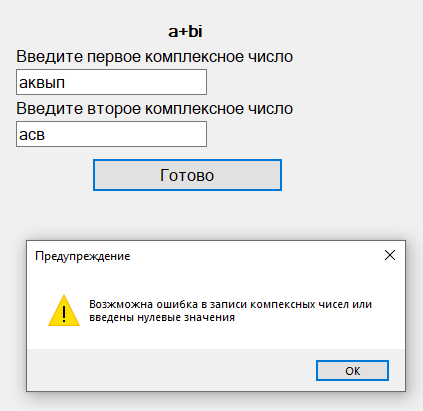 a+bi
Введите первое комплексное число
аквып
Введите второе комплексное число
асв
Готово
Предупреждение
Возжможна ошибка в записи компексных чисел или
введены нулевые значения
ОК